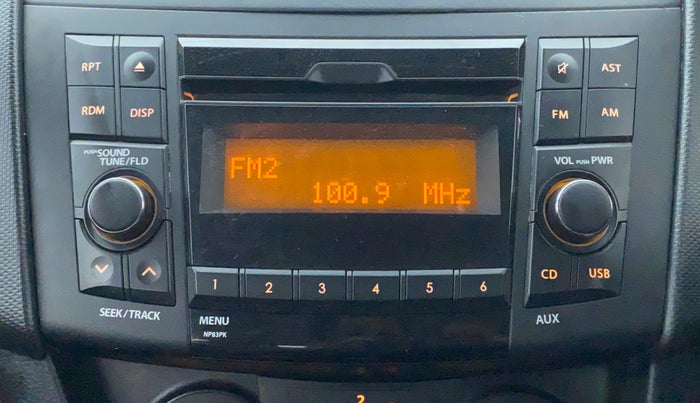 RPT
RDM
DISP
PUSH SOUND
TUNE/FLD
SEEK/TRACK
FM2
100.9 MHz
1 2 3 4 5 6
MENU
NP83PK
AST
FM
AM
VOL PUSH PWR
CD
USB
AUX
2